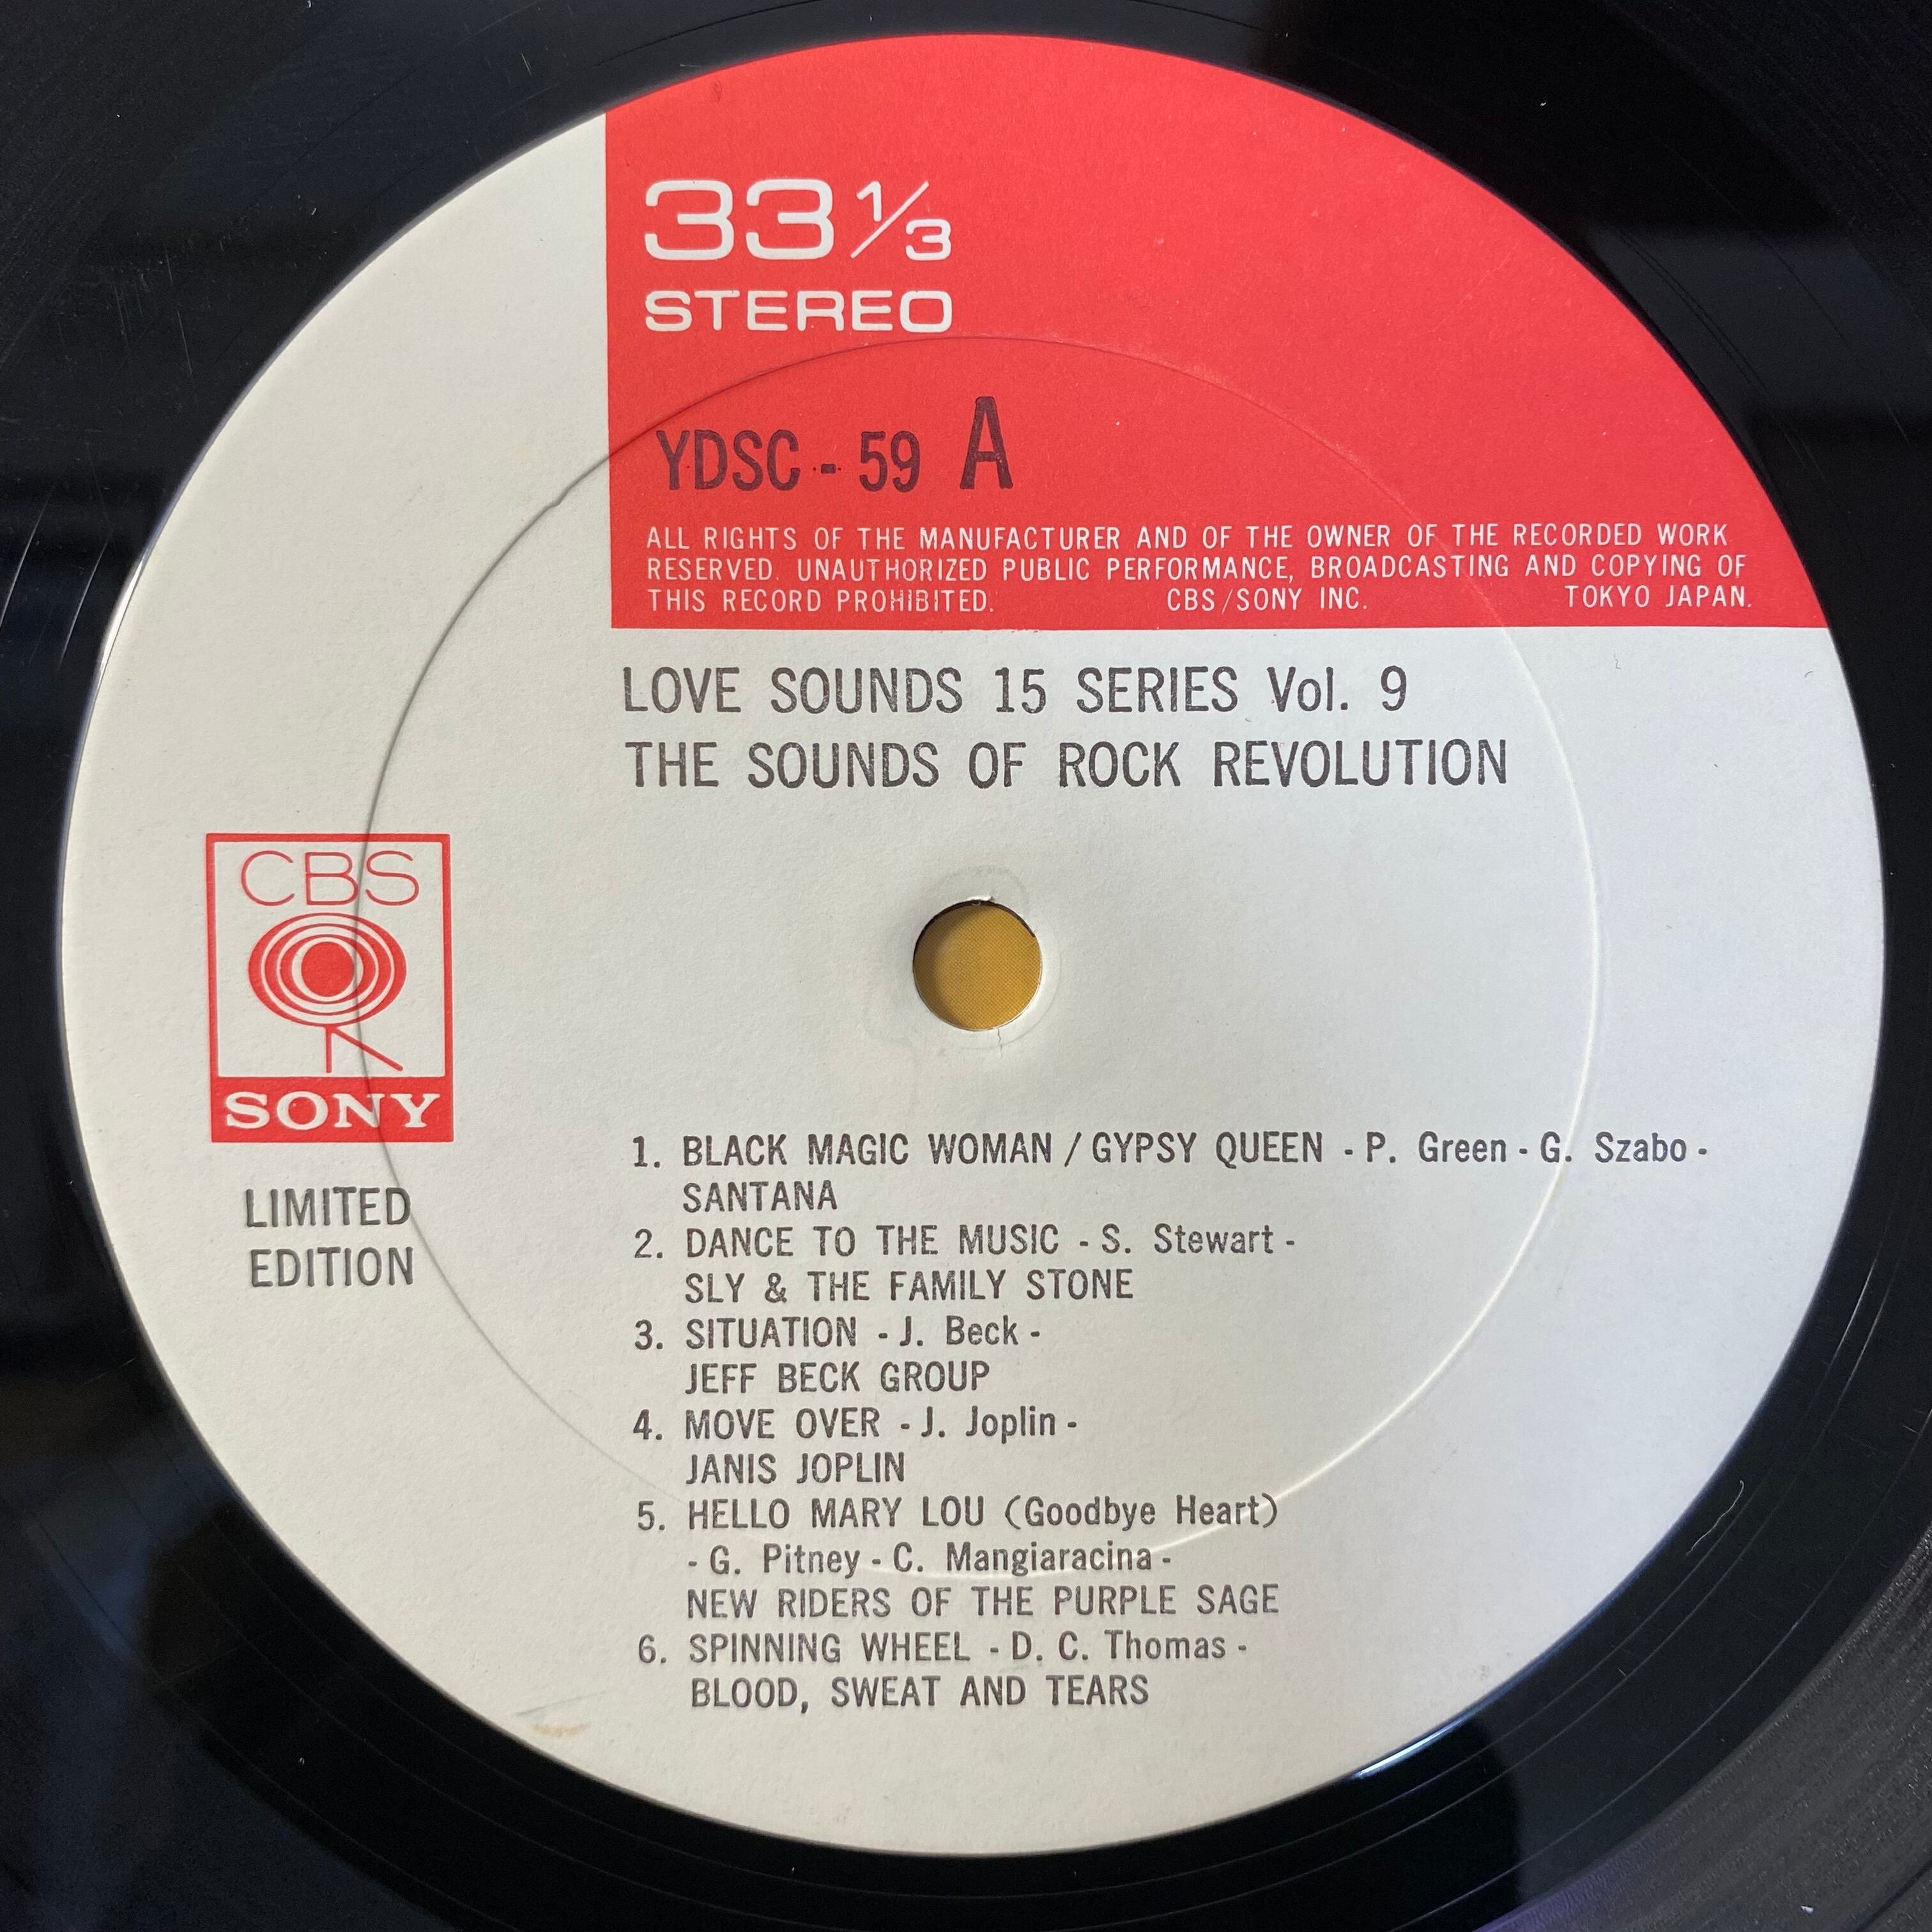 33 1/3
STEREO
YDSC - 59 A
ALL RIGHTS OF THE MANUFACTURER AND OF THE OWNER OF THE RECORDED WORK
RESERVED. UNAUTHORIZED PUBLIC PERFORMANCE, BROADCASTING AND COPYING OF
THIS RECORD PROHIBITED. CBS/SONY INC. TOKYO JAPAN.
LOVE SOUNDS 15 SERIES Vol. 9
THE SOUNDS OF ROCK REVOLUTION
CBS
SONY
LIMITED
EDITION
1. BLACK MAGIC WOMAN / GYPSY QUEEN - P. Green - G. Szabo -
SANTANA
2. DANCE TO THE MUSIC - S. Stewart -
SLY & THE FAMILY STONE
3. SITUATION - J. Beck -
JEFF BECK GROUP
4. MOVE OVER - J. Joplin -
JANIS JOPLIN
5. HELLO MARY LOU (Goodbye Heart)
- G. Pitney - C. Mangiaracina -
NEW RIDERS OF THE PURPLE SAGE
6. SPINNING WHEEL - D. C. Thomas -
BLOOD, SWEAT AND TEARS